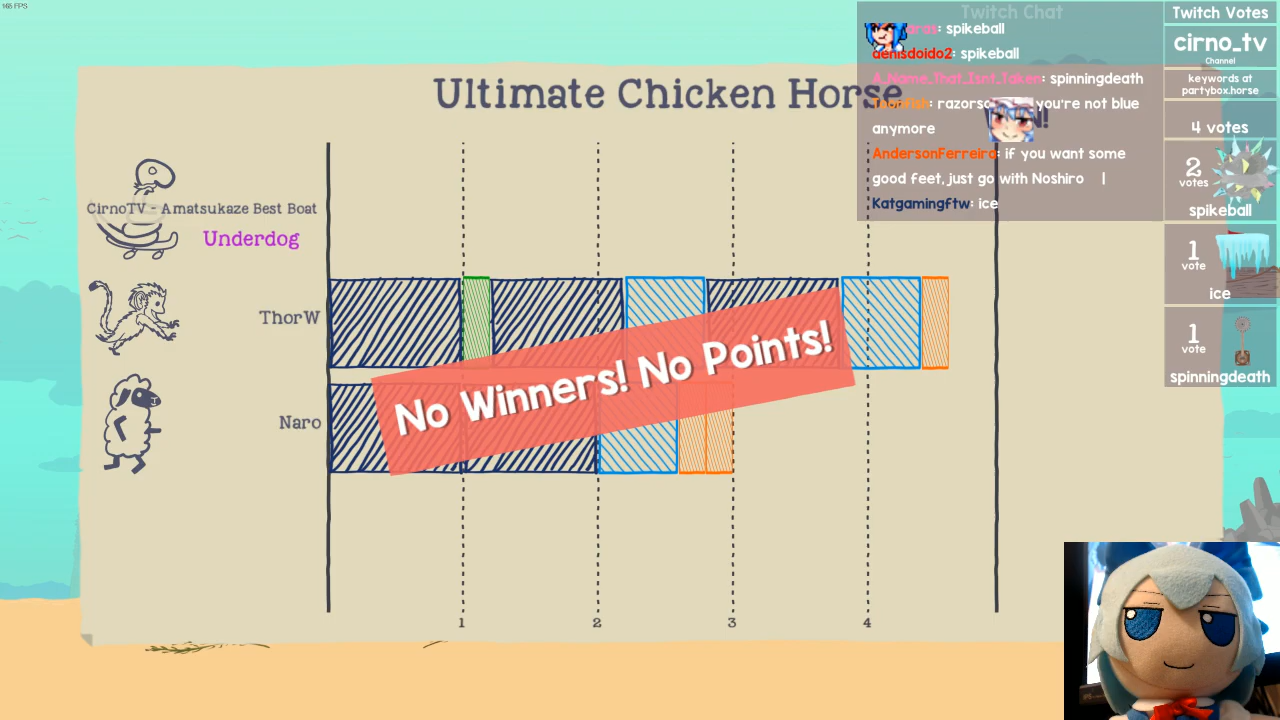 165 FPS
Ultimate Chicken Horse
CirnoTV - Amatsukaze Best Boat
Underdog
ThorW
Naro
No Winners! No Points!
1
2
3
4
Twitch Chat
: spikeball
denisdoido2: spikeball
A_Name_That_Isnt_Taken: spinningdeath
you're not blue
anymore
AndersonFerreira: if you want some
good feet, just go with Noshiro |
Katgamingftw: ice
Twitch Votes
cirno_tv
Channel
keywords at
partybox.horse
4 votes
2
votes
spikeball
1
vote
ice
1
vote
spinningdeath